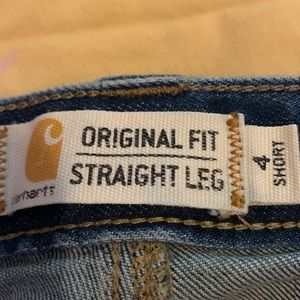 carhartt
ORIGINAL FIT
STRAIGHT LEG
4
SHORT